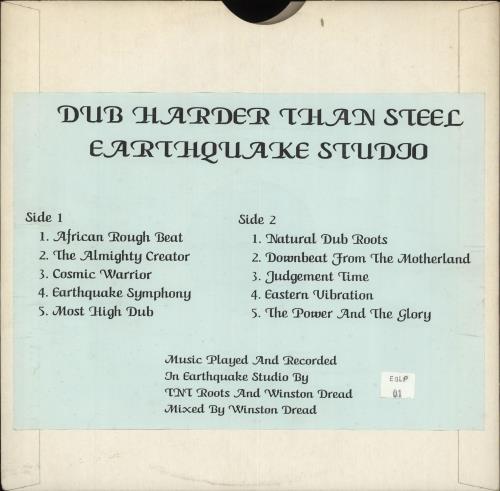 DUB HARDER THAN STEEL
EARTHQUAKE STUDIO
Side 1
1. African Rough Beat
2. The Almighty Creator
3. Cosmic Warrior
4. Earthquake Symphony
5. Most High Dub
Side 2
1. Natural Dub Roots
2. Downbeat From The Motherland
3. Judgement Time
4. Eastern Vibration
5. The Power And The Glory
Music Played And Recorded
In Earthquake Studio By
TNT Roots And Winston Dread
Mixed By Winston Dread
EQLP
01